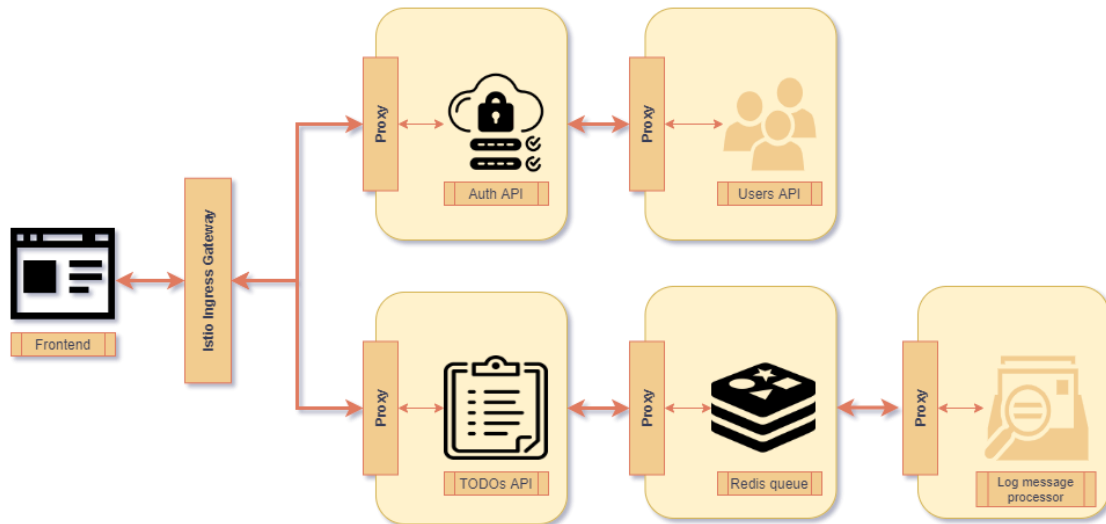 Proxy
Auth API
Proxy
Users API
Istio Ingress Gateway
Frontend
Proxy
TODOs API
Proxy
Redis queue
Proxy
Log message
processor